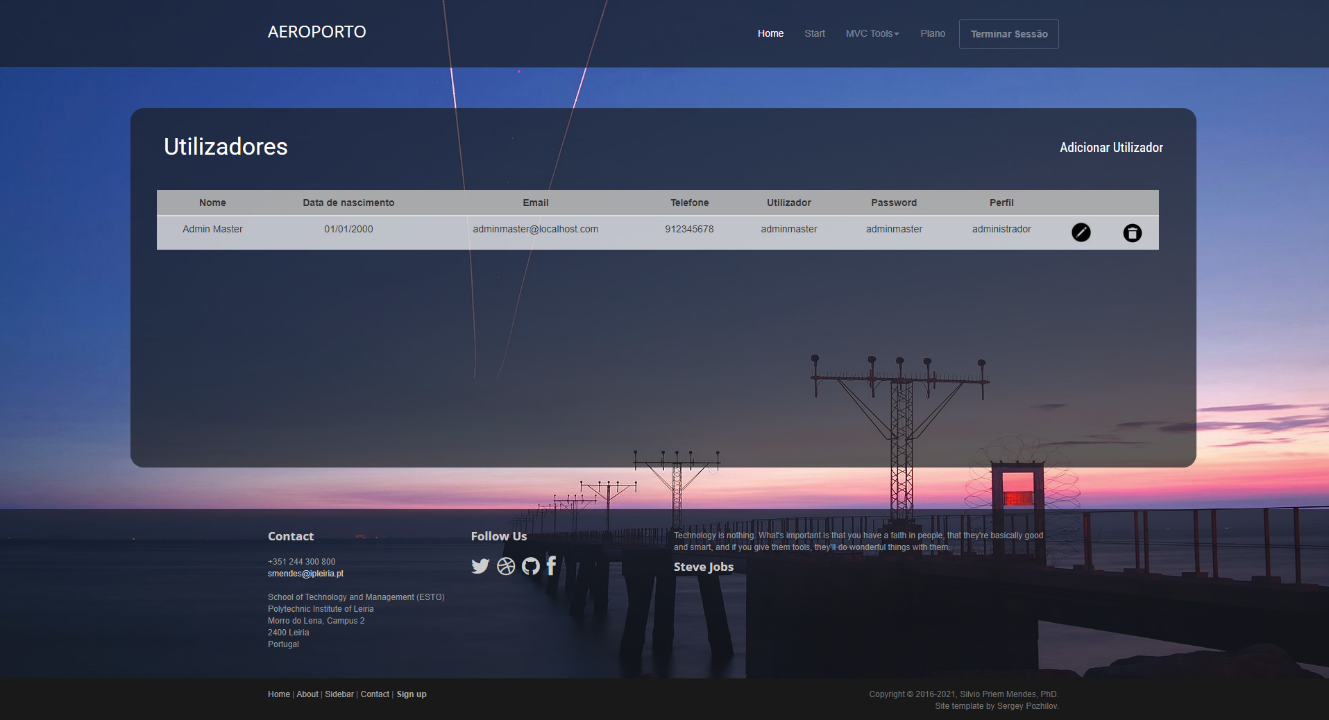 AEROPORTO
Home Start MVC Tools Plano Terminar Sessão
Utilizadores
Adicionar Utilizador
Nome Data de nascimento Email Telefone Utilizador Password Perfil
Admin Master 01/01/2000 adminmaster@localhost.com 912345678 adminmaster adminmaster administrador
Contact
+351 244 300 800
smendes@ipleiria.pt
School of Technology and Management (ESTG)
Polytechnic Institute of Leiria
Morro do Lena, Campus 2
2400 Leiria
Portugal
Follow Us
Technology is nothing. What's important is that you have a faith in people, that they're basically good
and smart, and if you give them tools, they'll do wonderful things with them.
Steve Jobs
Home | About | Sidebar | Contact | Sign up
Copyright © 2016-2021, Silvio Priem Mendes, PhD.
Site template by Sergey Pozhilov.